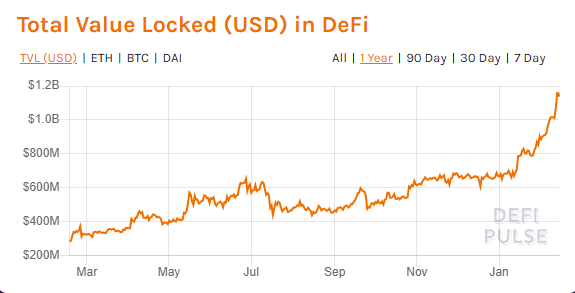 Total Value Locked (USD) in DeFi
TVL (USD) | ETH | BTC | DAI
All | 1 Year | 90 Day | 30 Day | 7 Day
$1.2B
$1.0B
$800M
$600M
$400M
$200M
DEFI
PULSE
Mar May Jul Sep Nov Jan